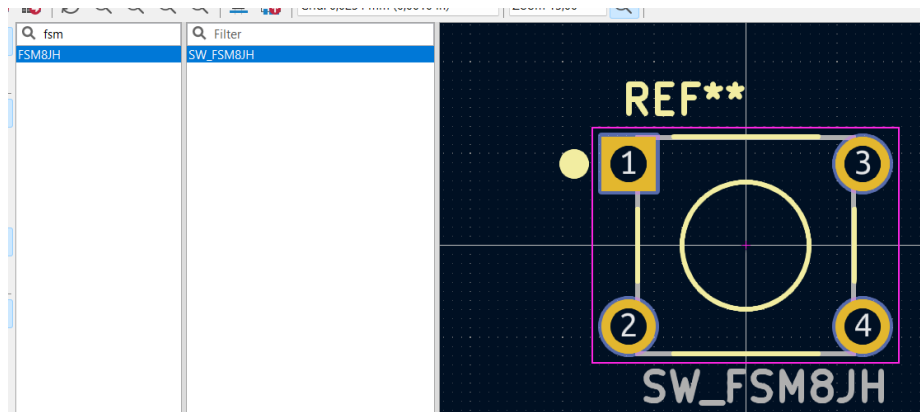 fsm
Filter
FSM8JH
SW_FSM8JH
REF**
1
3
2
4
SW_FSM8JH